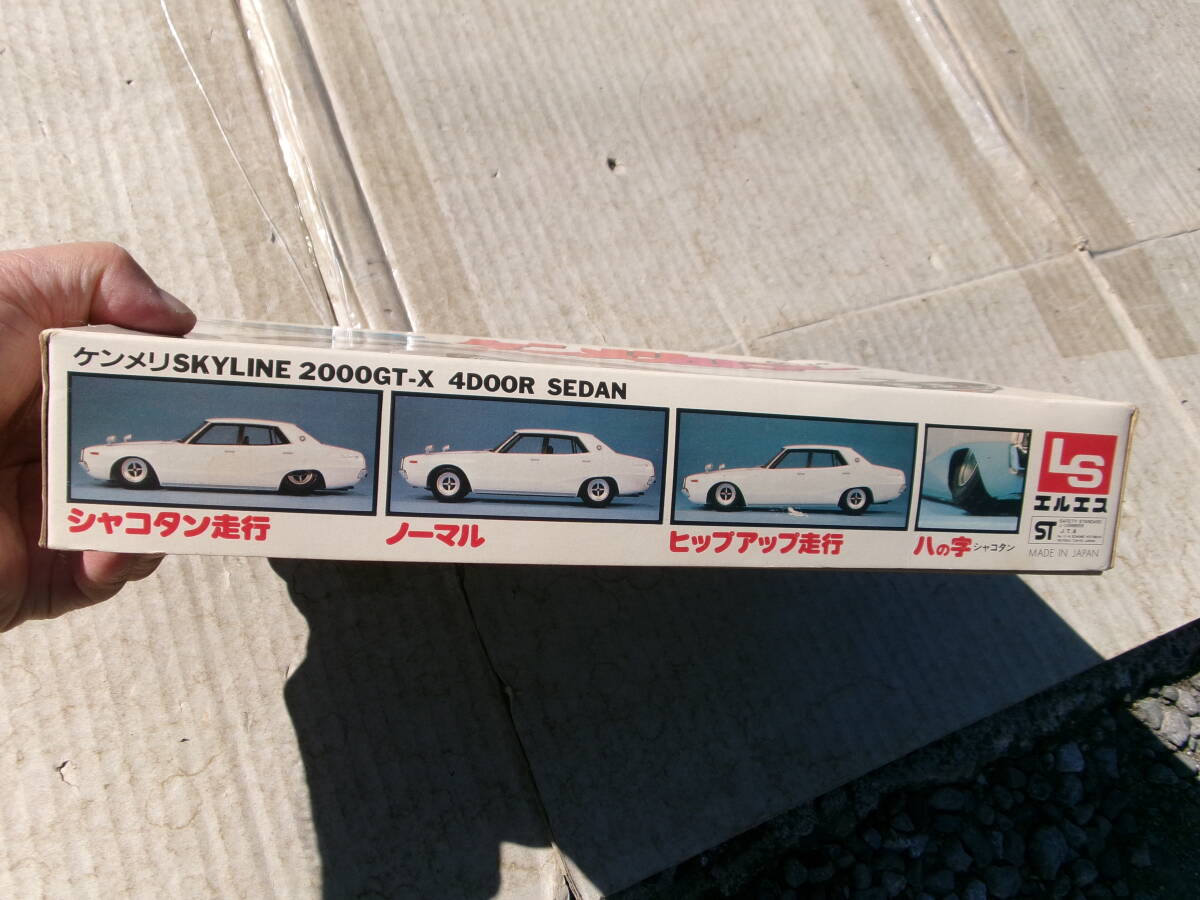 ケンメリSKYLINE 2000GT-X 4DOOR SEDAN
シャコタン走行
ノーマル
ヒップアップ走行
ハの字シャコタン
LS
エルエス
ST
SAFETY STANDARD
MADE IN JAPAN